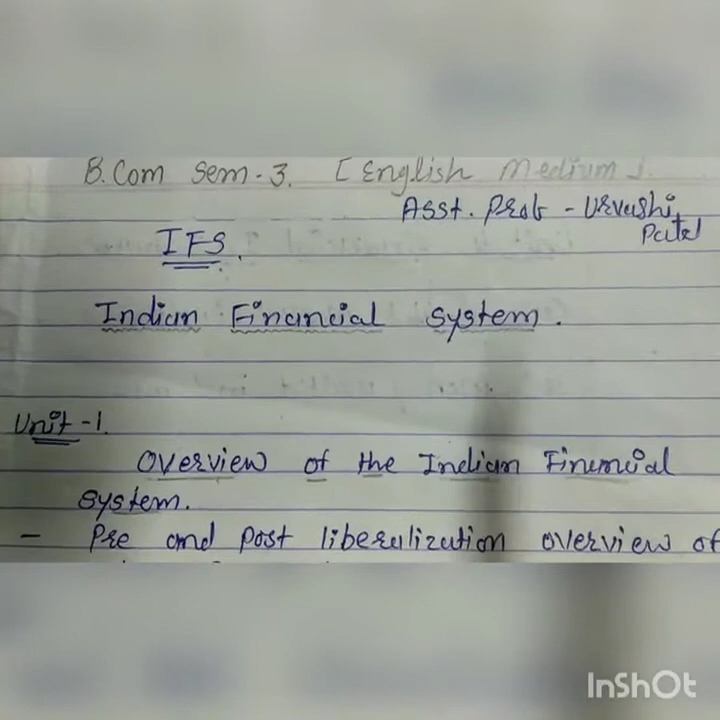 B.Com Sem-3. [English Medium].
Asst. Prof - Urvashi Patel
IFS.
Indian Financial System.
Unit-1.
Overview of the Indian Financial
System.
- Pre and Post liberalization overview of
InShOt